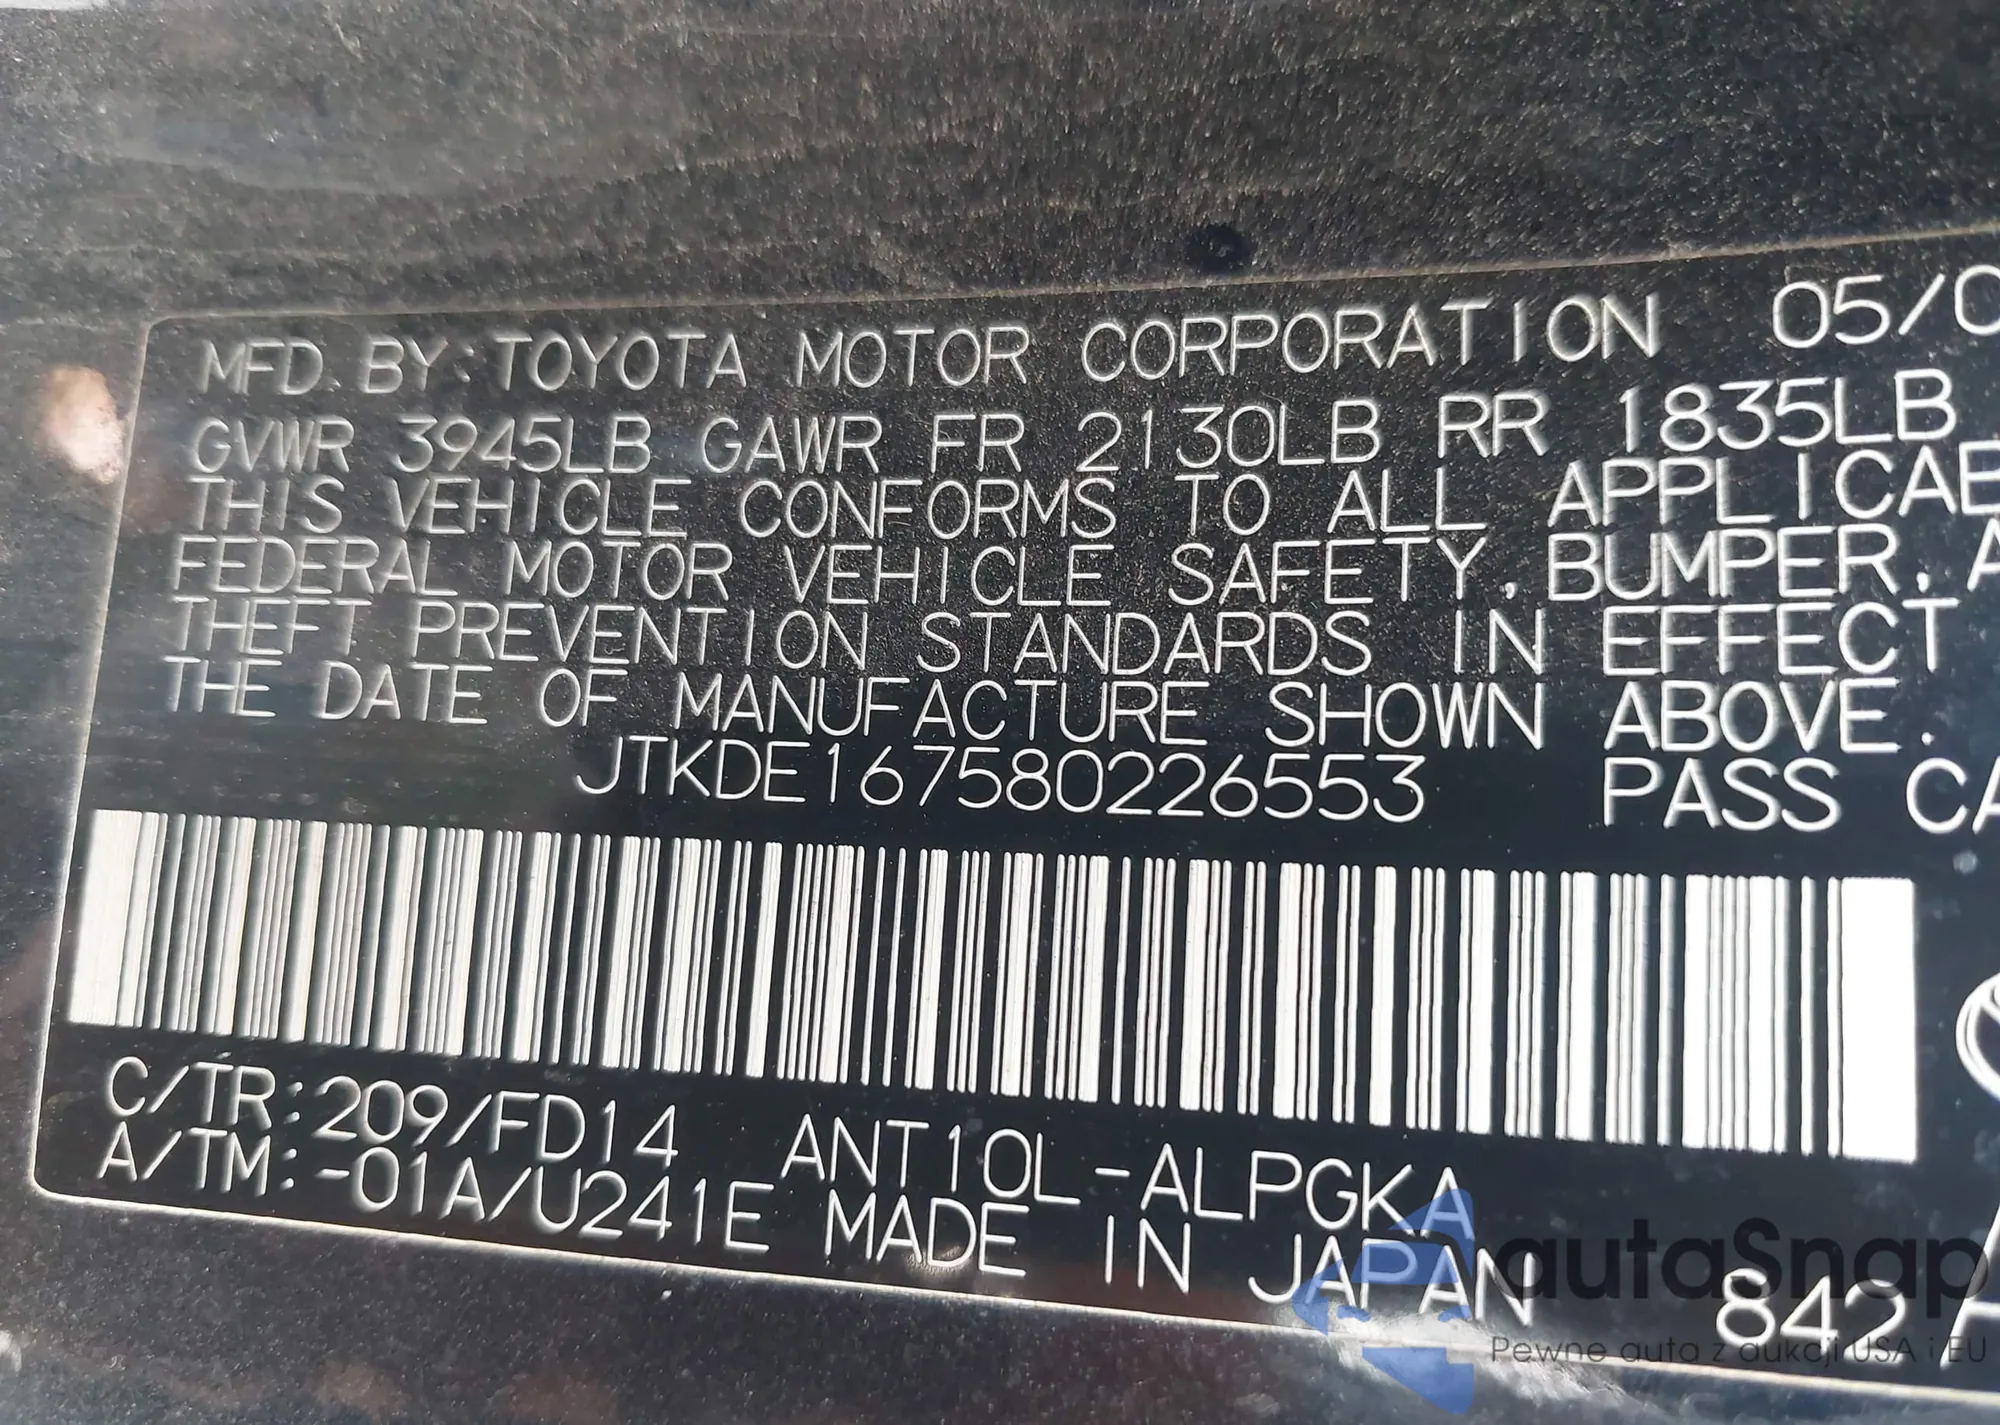 MFD. BY: TOYOTA MOTOR CORPORATION 05/0
GVWR 3945LB GAWR FR 2130LB RR 1835LB
THIS VEHICLE CONFORMS TO ALL APPLICAB
FEDERAL MOTOR VEHICLE SAFETY, BUMPER, A
THEFT PREVENTION STANDARDS IN EFFECT
THE DATE OF MANUFACTURE SHOWN ABOVE.
JTKDE167580226553 PASS CA
C/TR: 209/FD14 ANT10L-ALPGKA
A/TM: -01A/U241E MADE IN JAPAN 842
autaSnap
Pewne auta z aukcji USA i EU